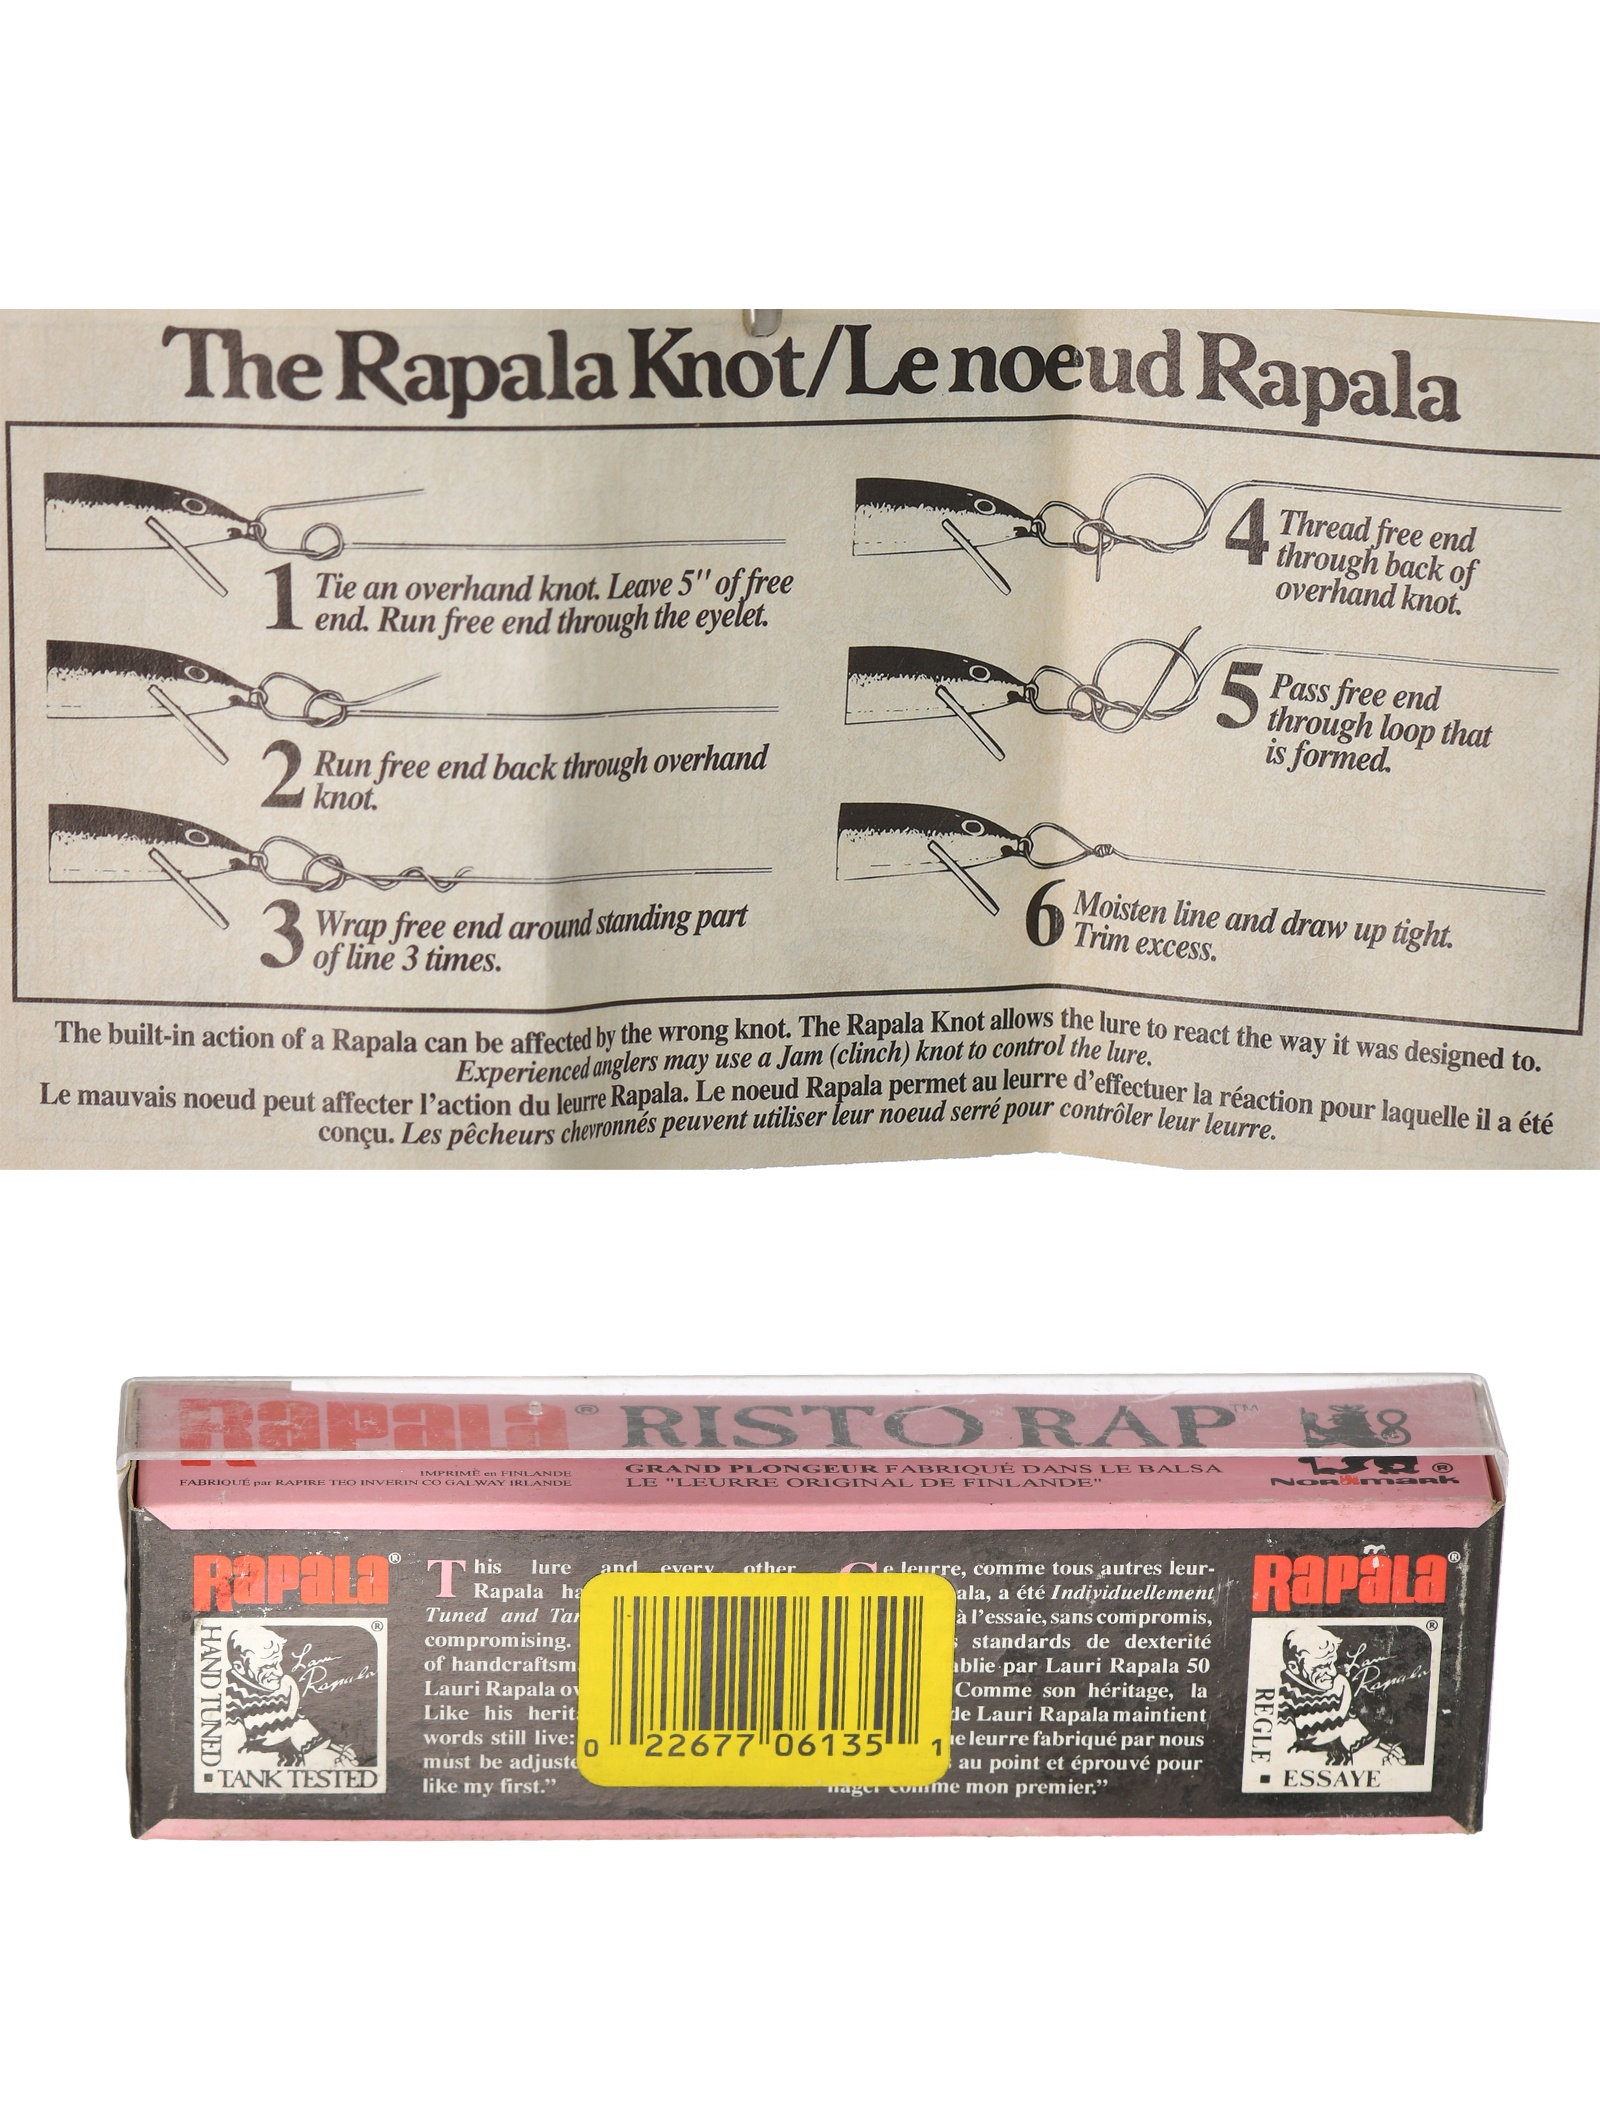 The Rapala Knot/Le noeud Rapala
1 Tie an overhand knot. Leave 5" of free
end. Run free end through the eyelet.
2 Run free end back through overhand
knot.
3 Wrap free end around standing part
of line 3 times.
4 Thread free end
through back of
overhand knot.
5 Pass free end
through loop that
is formed.
6 Moisten line and draw up tight.
Trim excess.
The built-in action of a Rapala can be affected by the wrong knot. The Rapala Knot allows the lure to react the way it was designed to.
Experienced anglers may use a Jam (clinch) knot to control the lure.
Le mauvais noeud peut affecter l'action du leurre Rapala. Le noeud Rapala permet au leurre d'effectuer la réaction pour laquelle il a été
conçu. Les pêcheurs chevronnés peuvent utiliser leur noeud serré pour contrôler leur leurre.
RAPALA® RISTO RAP™
IMPRIMÉ en FINLANDE
FABRIQUÉ par RAPIRE TEO INVERIN CO GALWAY IRLANDE
GRAND PLONGEUR FABRIQUÉ DANS LE BALSA
LE "LEURRE ORIGINAL DE FINLANDE"
Normark®
RAPALA®
HAND TUNED
▪ TANK TESTED
Lauri
Rapala
®
This lure and every other
Rapala
Tuned and
compromising.
of
Lauri Rapala
Like his
words still live:
must be
like my first."
0 22677 06135 1
Ce leurre, comme tous autres leur-
a été Individuellement
à l'essaie, sans compromis,
standards de dexterité
par Lauri Rapala 50
Comme son héritage, la
de Lauri Rapala maintient
leurre fabriqué par nous
au point et éprouvé pour
nager comme mon premier."
RAPALA®
REGLE
▪ ESSAYE
Lauri
Rapala
®